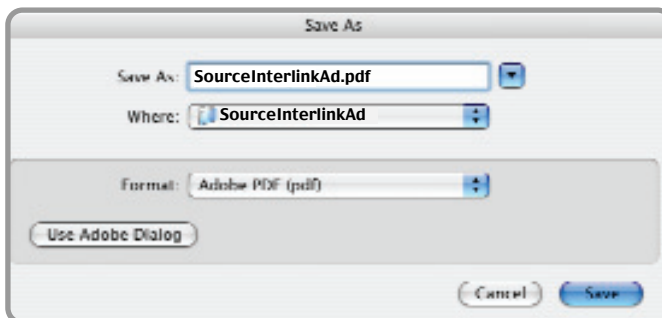 Save As
Save As: SourceInterlinkAd.pdf
Where: SourceInterlinkAd
Format: Adobe PDF (pdf)
Use Adobe Dialog
Cancel Save